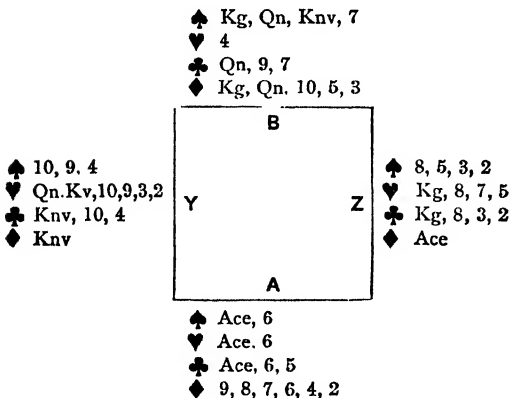 ♠ Kg, Qn, Knv, 7
♥ 4
♣ Qn, 9, 7
♦ Kg, Qn. 10, 5, 3
B
♠ 10, 9. 4
♥ Qn.Kv,10,9,3,2
♣ Knv, 10, 4
♦ Knv
Y
Z
♠ 8, 5, 3, 2
♥ Kg, 8, 7, 5
♣ Kg, 8, 3, 2
♦ Ace
A
♠ Ace, 6
♥ Ace. 6
♣ Ace, 6, 5
♦ 9, 8, 7, 6, 4, 2